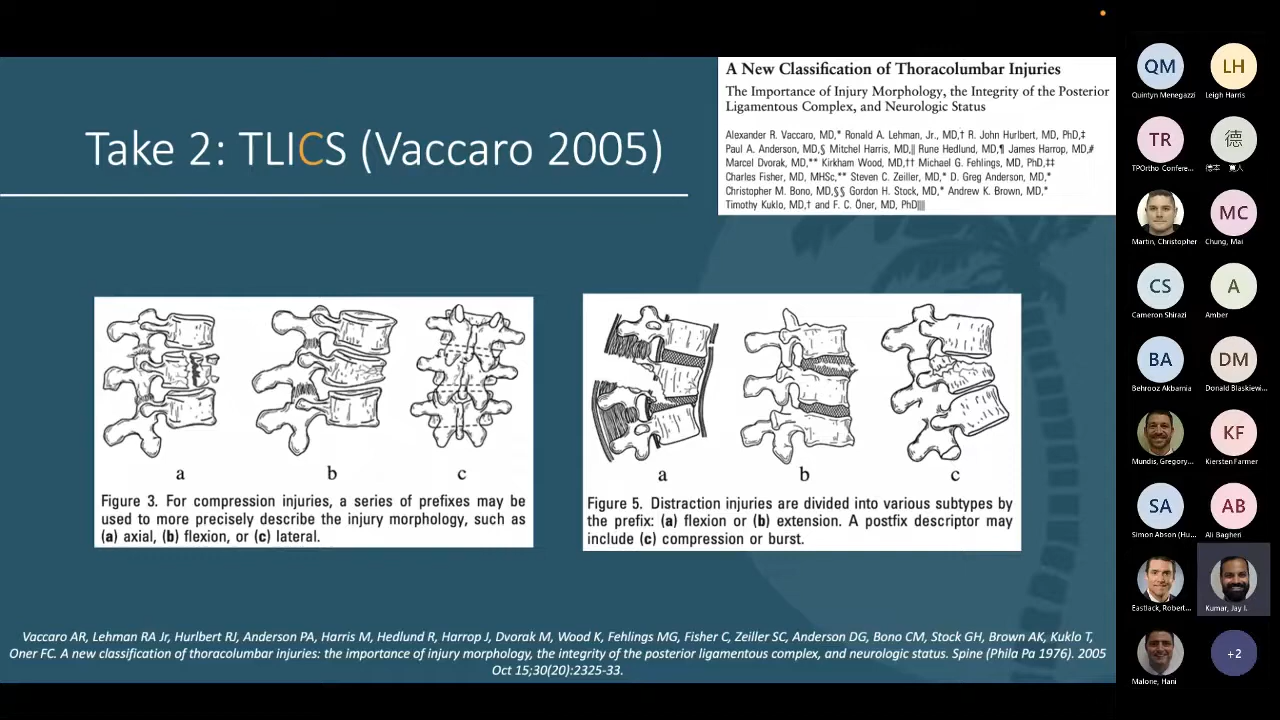 A New Classification of Thoracolumbar Injuries
The Importance of Injury Morphology, the Integrity of the Posterior
Ligamentous Complex, and Neurologic Status
Alexander R. Vaccaro, MD,* Ronald A. Lehman, Jr., MD,† R. John Hurlbert, MD, PhD,‡
Paul A. Anderson, MD,§ Mitchel Harris, MD,|| Rune Hedlund, MD,¶ James Harrop, MD,#
Marcel Dvorak, MD,** Kirkham Wood, MD,†† Michael G. Fehlings, MD, PhD,‡‡
Charles Fisher, MD, MHSc,** Steven C. Zeiller, MD,* D. Greg Anderson, MD,*
Christopher M. Bono, MD,§§ Gordon H. Stock, MD,* Andrew K. Brown, MD,*
Timothy Kuklo, MD,† and F. C. Öner, MD, PhD||||
Take 2: TLICS (Vaccaro 2005)
a b c
Figure 3. For compression injuries, a series of prefixes may be
used to more precisely describe the injury morphology, such as
(a) axial, (b) flexion, or (c) lateral.
a b c
Figure 5. Distraction injuries are divided into various subtypes by
the prefix: (a) flexion or (b) extension. A postfix descriptor may
include (c) compression or burst.
Vaccaro AR, Lehman RA Jr, Hurlbert RJ, Anderson PA, Harris M, Hedlund R, Harrop J, Dvorak M, Wood K, Fehlings MG, Fisher C, Zeiller SC, Anderson DG, Bono CM, Stock GH, Brown AK, Kuklo T,
Oner FC. A new classification of thoracolumbar injuries: the importance of injury morphology, the integrity of the posterior ligamentous complex, and neurologic status. Spine (Phila Pa 1976). 2005
Oct 15;30(20):2325-33.
QM LH
Quintyn Menegazzi Leigh Harris
TR 德
TPOrtho Confere... 德本 寛人
MC
Martin, Christopher Chung, Mai
CS A
Cameron Shirazi Amber
BA DM
Behrooz Akbarnia Donald Blaskiewi...
KF
Mundis, Gregory... Kiersten Farmer
SA AB
Simon Abson (Hu... Ali Bagheri
Eastlack, Robert... Kumar, Jay I.
+2
Malone, Hani